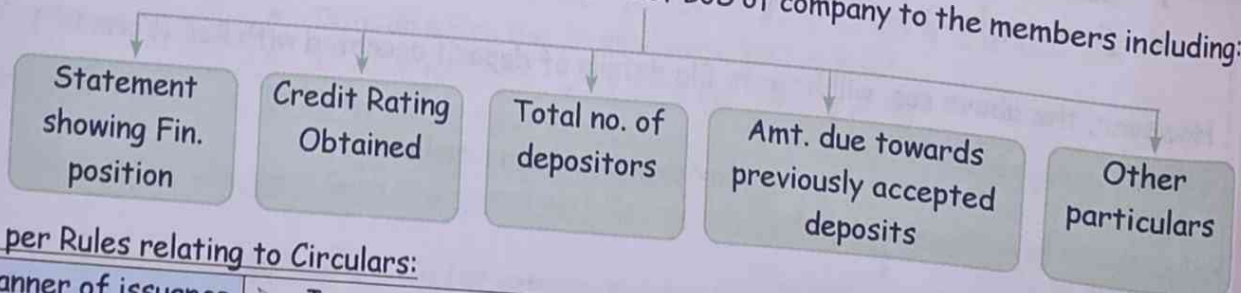 company to the members including:
Statement
showing Fin.
position
Credit Rating
Obtained
Total no. of
depositors
Amt. due towards
previously accepted
deposits
Other
particulars
per Rules relating to Circulars: